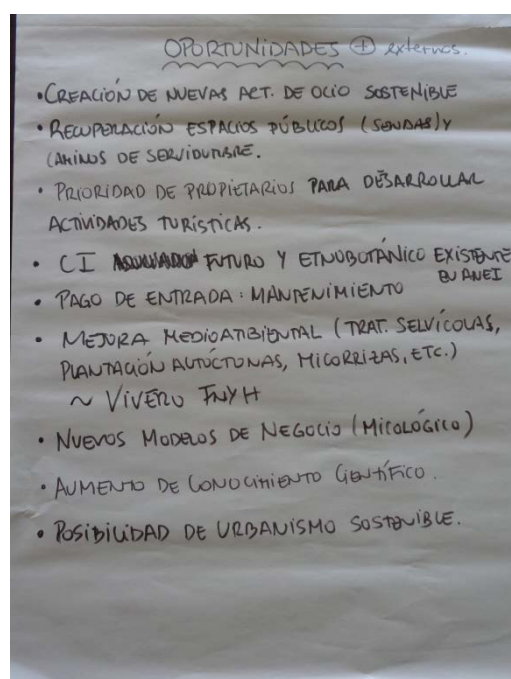 OPORTUNIDADES ⊕ externos.
• CREACIÓN DE NUEVAS ACT. DE OCIO SOSTENIBLE
• RECUPERACIÓN ESPACIOS PÚBLICOS (SENDAS) Y
CAMINOS DE SERVIDUMBRE.
• PRIORIDAD DE PROPIETARIOS PARA DESARROLLAR
ACTIVIDADES TURÍSTICAS.
• CI FUTURO Y ETNOBOTÁNICO EXISTENTE
EN ANEI
• PAGO DE ENTRADA: MANTENIMIENTO
• MEJORA MEDIOAMBIENTAL (TRAT. SELVÍCOLAS,
PLANTACIÓN AUTÓCTONAS, MICORRIZAS, ETC.)
~ VIVERO FNYH
• NUEVOS MODELOS DE NEGOCIO (MICOLÓGICO)
• AUMENTO DE CONOCIMIENTO CIENTÍFICO.
• POSIBILIDAD DE URBANISMO SOSTENIBLE.